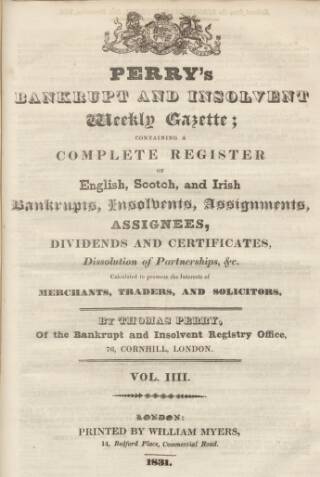 PERRY's
BANKRUPT AND INSOLVENT
Weekly Gazette;
CONTAINING A
COMPLETE REGISTER
OF
English, Scotch, and Irish
Bankrupts, Insolvents, Assignments,
ASSIGNEES,
DIVIDENDS AND CERTIFICATES,
Dissolution of Partnerships, &c.
Calculated to promote the Interests of
MERCHANTS, TRADERS, AND SOLICITORS,
BY THOMAS PERRY,
Of the Bankrupt and Insolvent Registry Office,
76, CORNHILL, LONDON.
VOL. IIII.
LONDON:
PRINTED BY WILLIAM MYERS,
14, Bedford Place, Commercial Road.
1831.